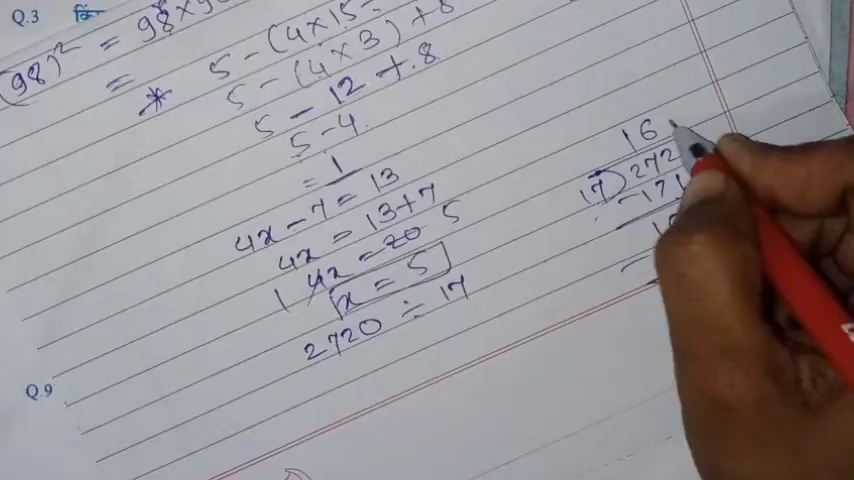 Q.3
(98)² = 98×9
=
* 5 - (4×15
5 - (4×3) + 8
5 - 12 + 8
5 - 4
= 1
4x - 7 = 13
4x = 13+7
1 4x = 20 5
x = 5
2720 ÷ 17
Q.9
16
17) 272
-17